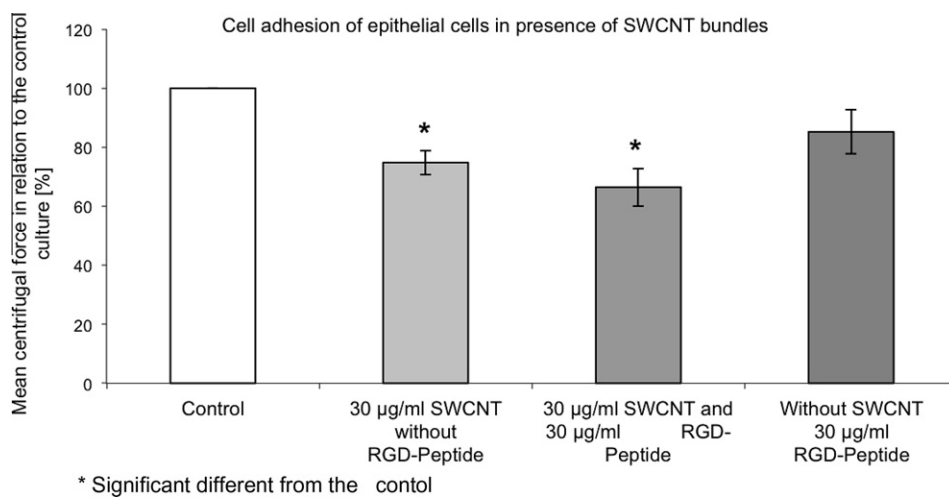 Cell adhesion of epithelial cells in presence of SWCNT bundles
Mean centrifugal force in relation to the control
culture [%]
120
100
80
60
40
20
0
*
*
Control
30 µg/ml SWCNT
without
RGD-Peptide
30 µg/ml SWCNT and
30 µg/ml RGD-
Peptide
Without SWCNT
30 µg/ml
RGD-Peptide
* Significant different from the contol